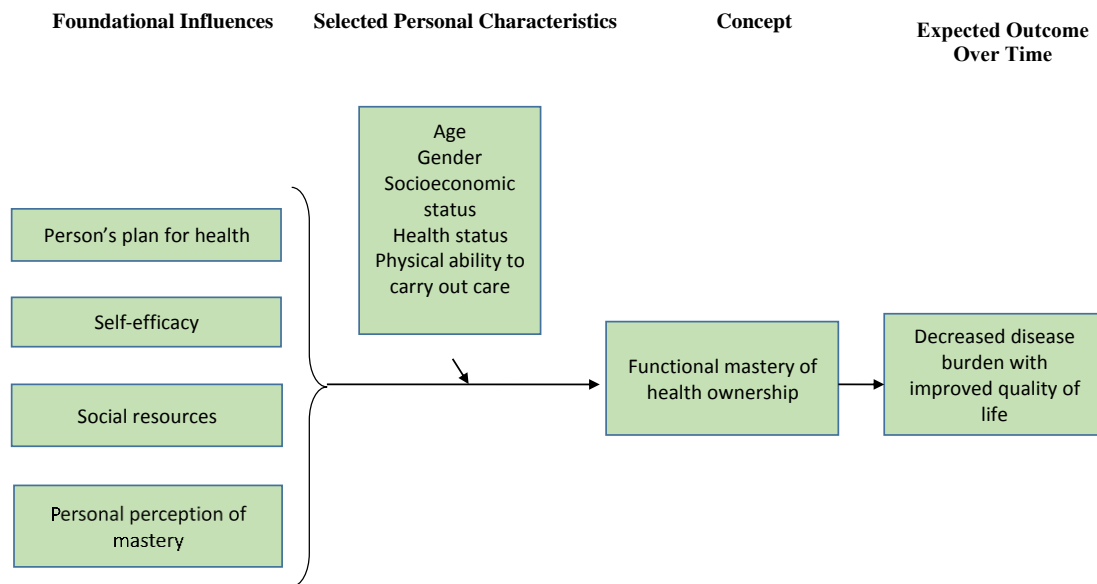 Foundational Influences
Selected Personal Characteristics
Concept
Expected Outcome
Over Time
Person’s plan for health
Self-efficacy
Social resources
Personal perception of
mastery
Age
Gender
Socioeconomic
status
Health status
Physical ability to
carry out care
Functional mastery of
health ownership
Decreased disease
burden with
improved quality of
life